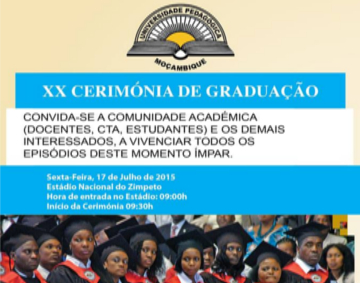 UNIVERSIDADE PEDAGÓGICA
MOÇAMBIQUE
XX CERIMÓNIA DE GRADUAÇÃO
CONVIDA-SE A COMUNIDADE ACADÉMICA
(DOCENTES, CTA, ESTUDANTES) E OS DEMAIS
INTERESSADOS, A VIVENCIAR TODOS OS
EPISÓDIOS DESTE MOMENTO ÍMPAR.
Sexta-Feira, 17 de Julho de 2015
Estádio Nacional do Zimpeto
Hora de entrada no Estádio: 09:00h
Início da Cerimónia 09:30h